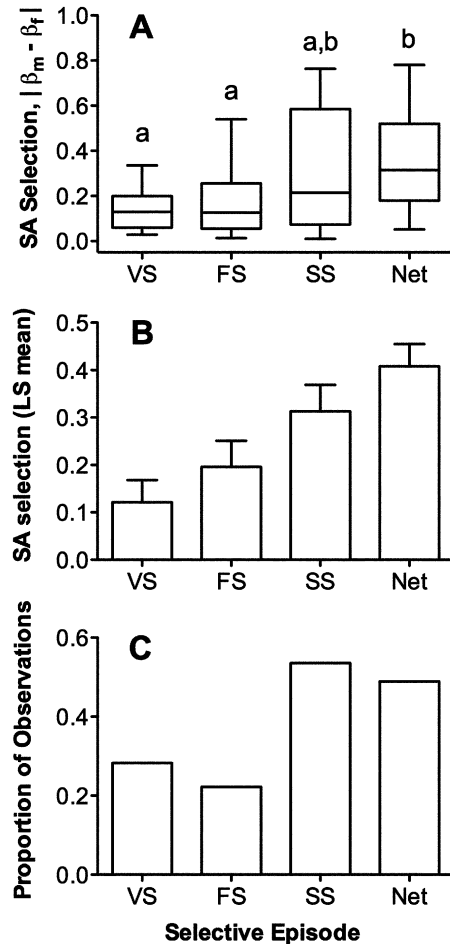 A
SA Selection, | βm - βf |
1.0
0.8
0.6
0.4
0.2
0.0
a
a
a,b
b
VS FS SS Net
B
SA selection (LS mean)
0.5
0.4
0.3
0.2
0.1
0.0
VS FS SS Net
C
Proportion of Observations
0.6
0.4
0.2
0.0
VS FS SS Net
Selective Episode